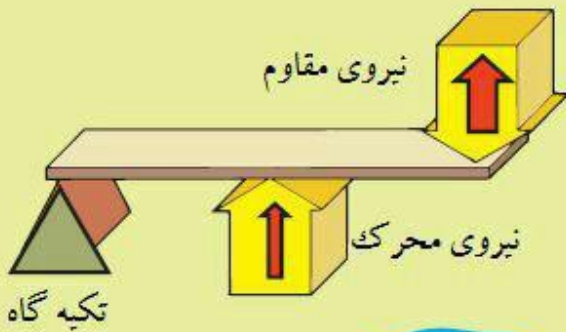 نیروی مقاوم
نیروی محرک
تکیه گاه